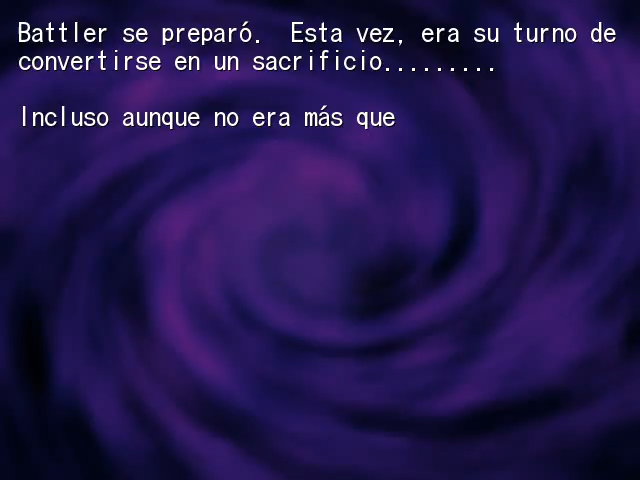 Battler se preparó.  Esta vez, era su turno de
convertirse en un sacrificio.........
Incluso aunque no era más que